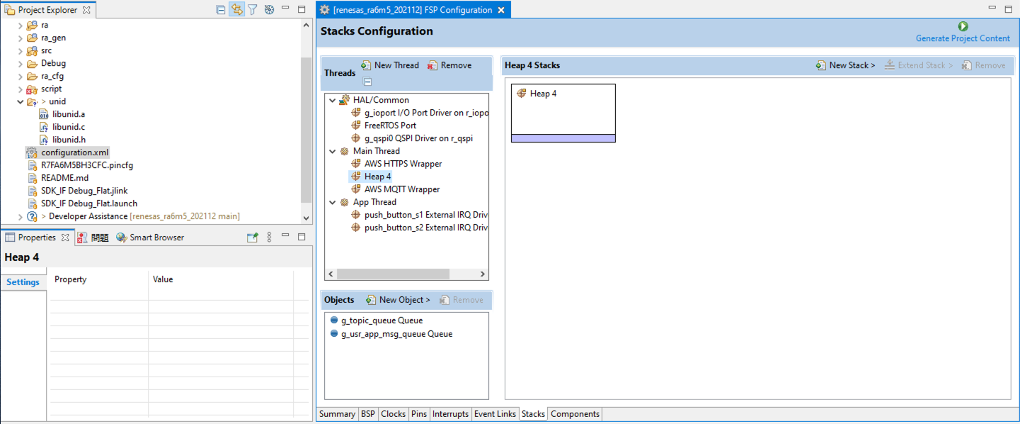 Project Explorer
ra
ra_gen
src
Debug
ra_cfg
script
> unid
libunid.a
libunid.c
libunid.h
configuration.xml
R7FA6M5BH3CFC.pincfg
README.md
SDK_IF Debug_Flat.jlink
SDK_IF Debug_Flat.launch
> Developer Assistance [renesas_ra6m5_202112 main]
Properties 問題 Smart Browser
Heap 4
Settings
Property Value
[renesas_ra6m5_202112] FSP Configuration
Stacks Configuration
Generate Project Content
Threads New Thread Remove
HAL/Common
g_ioport I/O Port Driver on r_iopo
FreeRTOS Port
g_qspi0 QSPI Driver on r_qspi
Main Thread
AWS HTTPS Wrapper
Heap 4
AWS MQTT Wrapper
App Thread
push_button_s1 External IRQ Driv
push_button_s2 External IRQ Driv
Objects New Object > Remove
g_topic_queue Queue
g_usr_app_msg_queue Queue
Heap 4 Stacks New Stack > Extend Stack > Remove
Heap 4
Summary BSP Clocks Pins Interrupts Event Links Stacks Components